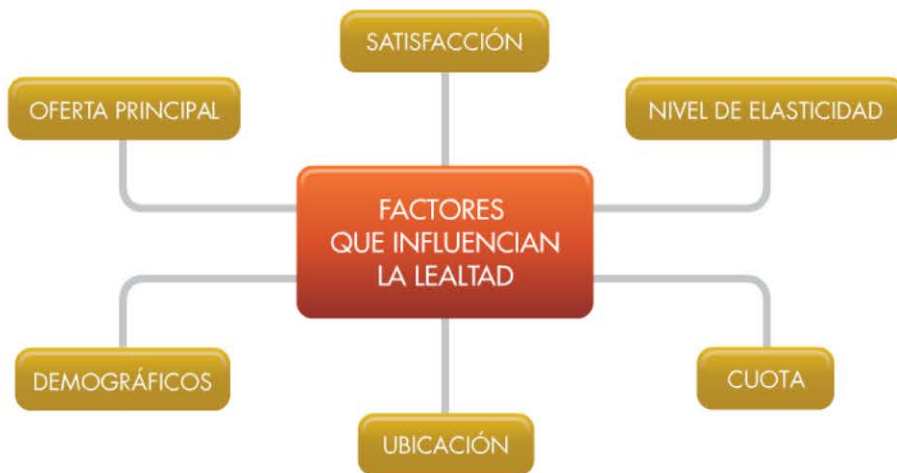 SATISFACCIÓN
OFERTA PRINCIPAL
NIVEL DE ELASTICIDAD
FACTORES
QUE INFLUENCIAN
LA LEALTAD
DEMOGRÁFICOS
CUOTA
UBICACIÓN